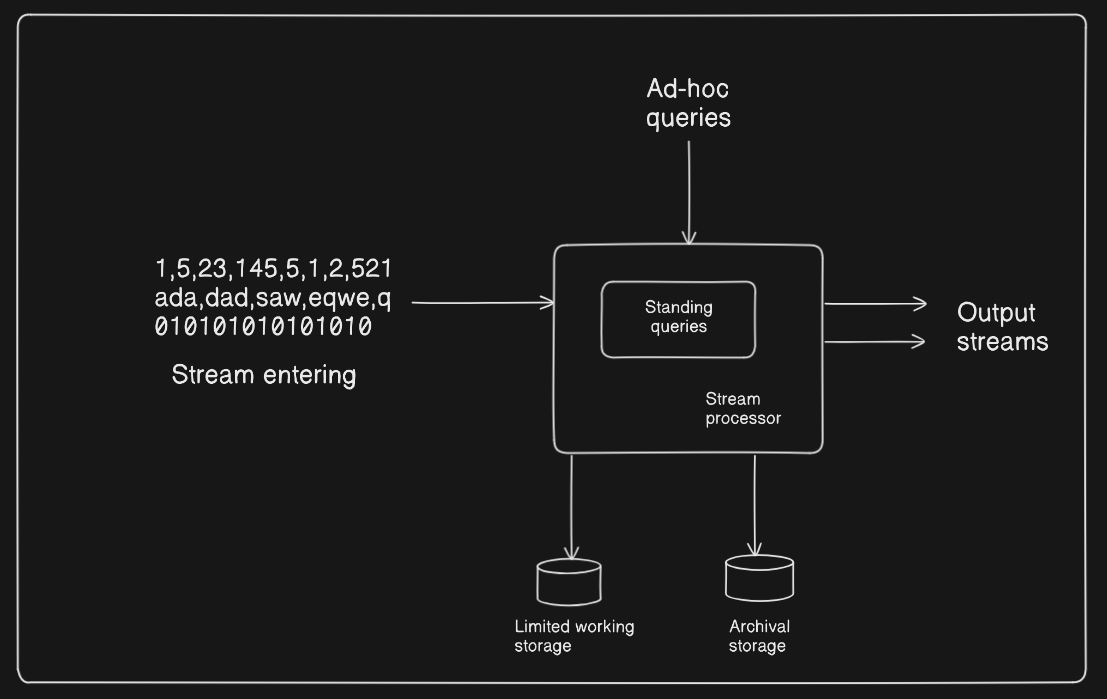 Ad-hoc
queries
1,5,23,145,5,1,2,521
ada,dad,saw,eqwe,q
010101010101010
Stream entering
Standing
queries
Stream
processor
Output
streams
Limited working
storage
Archival
storage